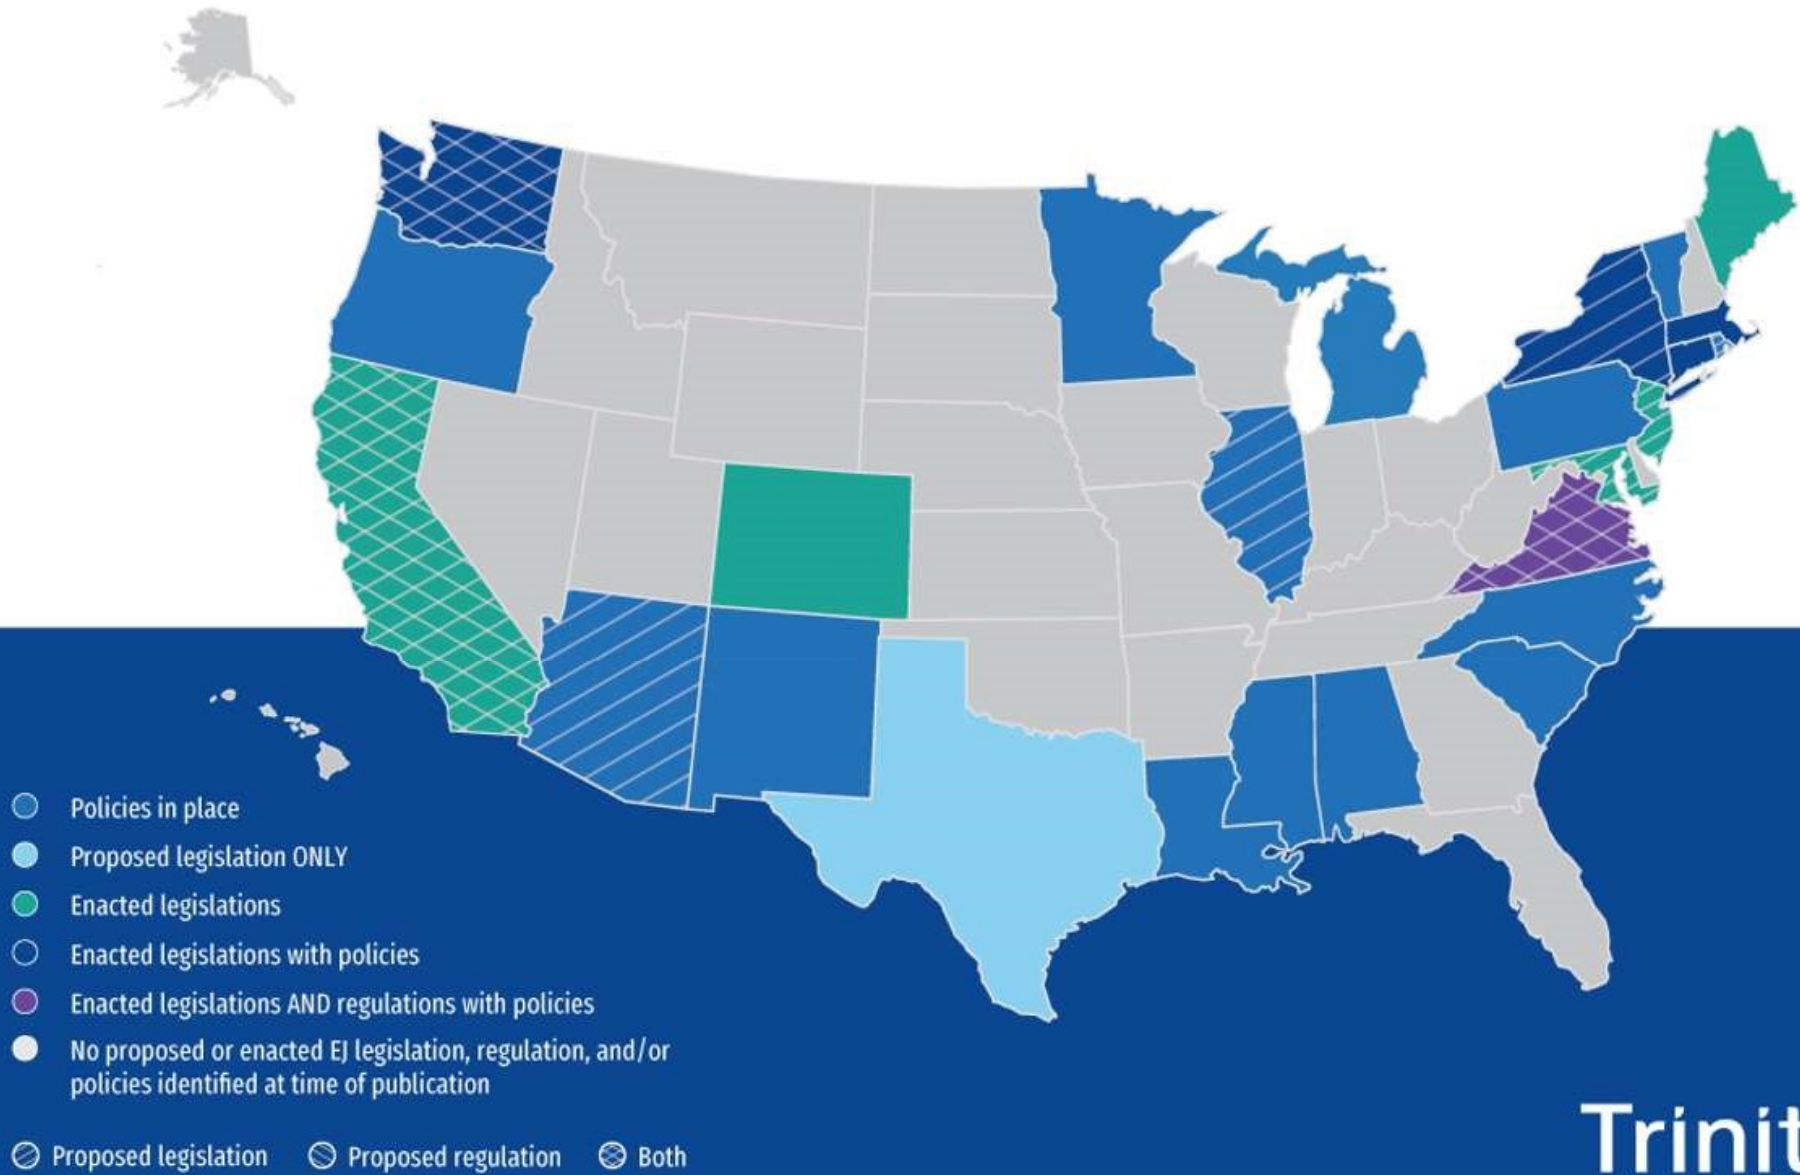 Policies in place
Proposed legislation ONLY
Enacted legislations
Enacted legislations with policies
Enacted legislations AND regulations with policies
No proposed or enacted EJ legislation, regulation, and/or
policies identified at time of publication
Proposed legislation Proposed regulation Both
Trinit